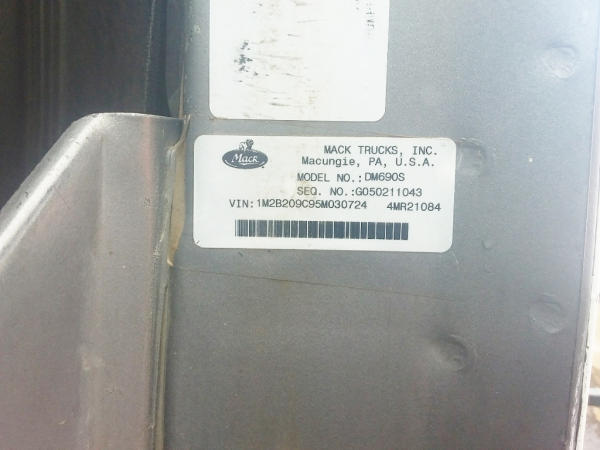 Mack
MACK TRUCKS, INC.
Macungie, PA, U.S.A.
MODEL NO.: DM690S
SEQ. NO.:G050211043
VIN:1M2B209C95M030724 4MR21084